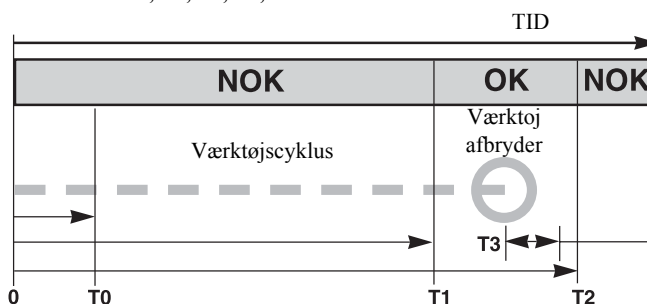 TID
NOK OK NOK
Værktoj
afbryder
Værktøjscyklus
T3
0 T0 T1 T2